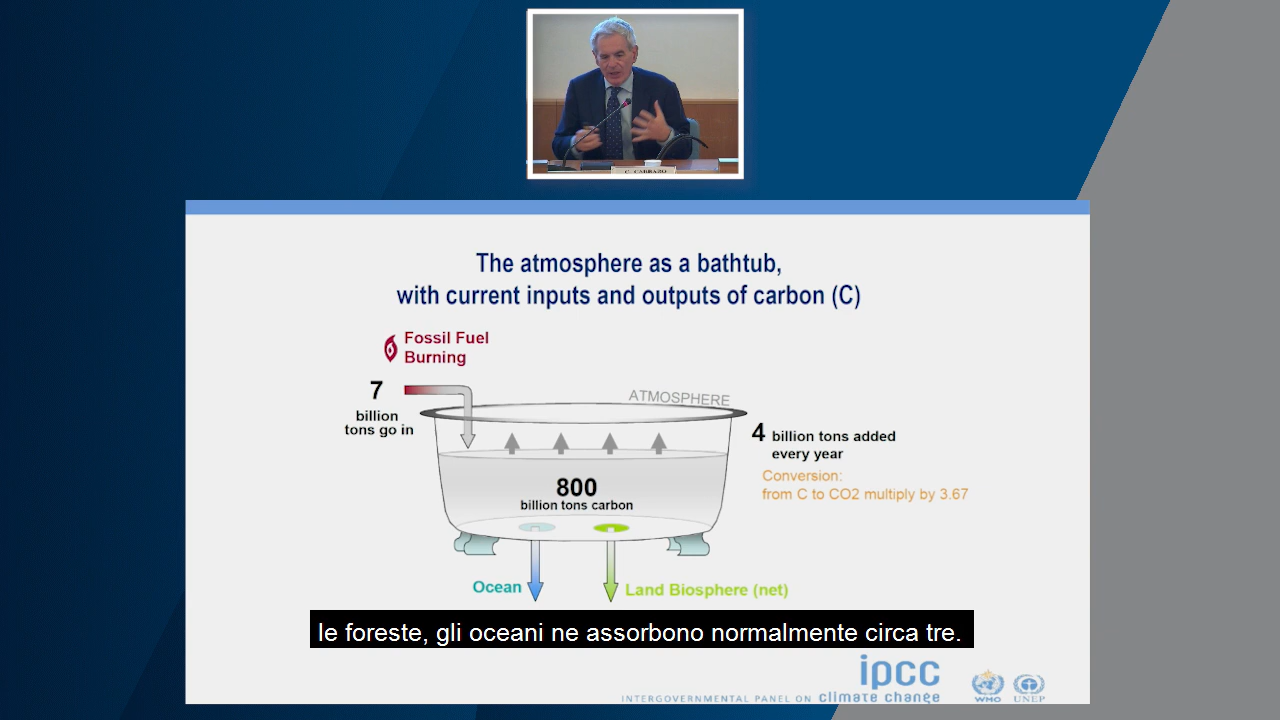 C. CARRARO
The atmosphere as a bathtub,
with current inputs and outputs of carbon (C)
Fossil Fuel
Burning
7
billion
tons go in
ATMOSPHERE
4 billion tons added
every year
Conversion:
from C to CO2 multiply by 3.67
800
billion tons carbon
Ocean
Land Biosphere (net)
le foreste, gli oceani ne assorbono normalmente circa tre.
ipcc
INTERGOVERNMENTAL PANEL ON climate change
WMO
UNEP